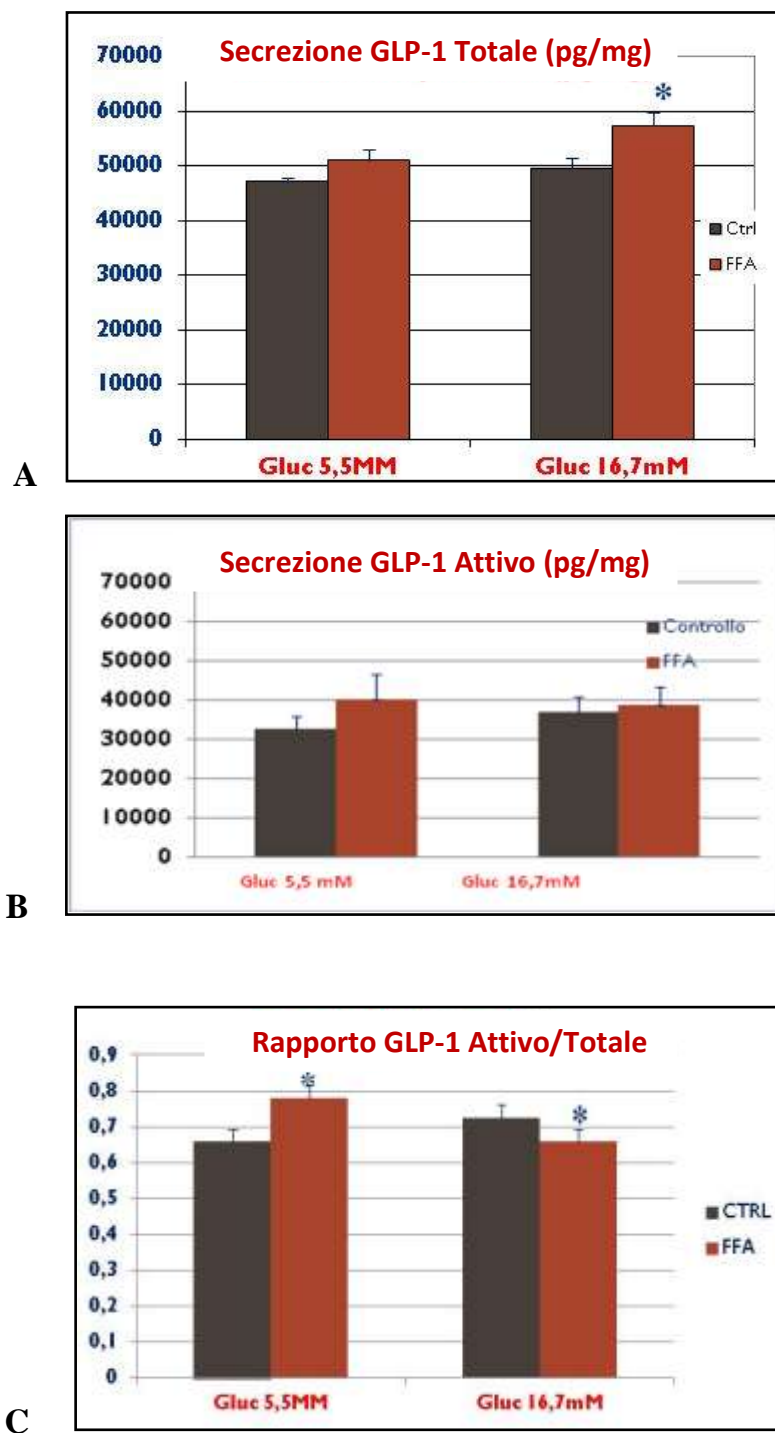 Secrezione GLP-1 Totale (pg/mg)
70000
60000
50000
40000
30000
20000
10000
0
*
Ctrl
FFA
Gluc 5,5MM Gluc 16,7mM
A
Secrezione GLP-1 Attivo (pg/mg)
70000
60000
50000
40000
30000
20000
10000
0
Controllo
FFA
Gluc 5,5 mM Gluc 16,7mM
B
Rapporto GLP-1 Attivo/Totale
0,9
0,8
0,7
0,6
0,5
0,4
0,3
0,2
0,1
0
* *
CTRL
FFA
Gluc 5,5MM Gluc 16,7mM
C